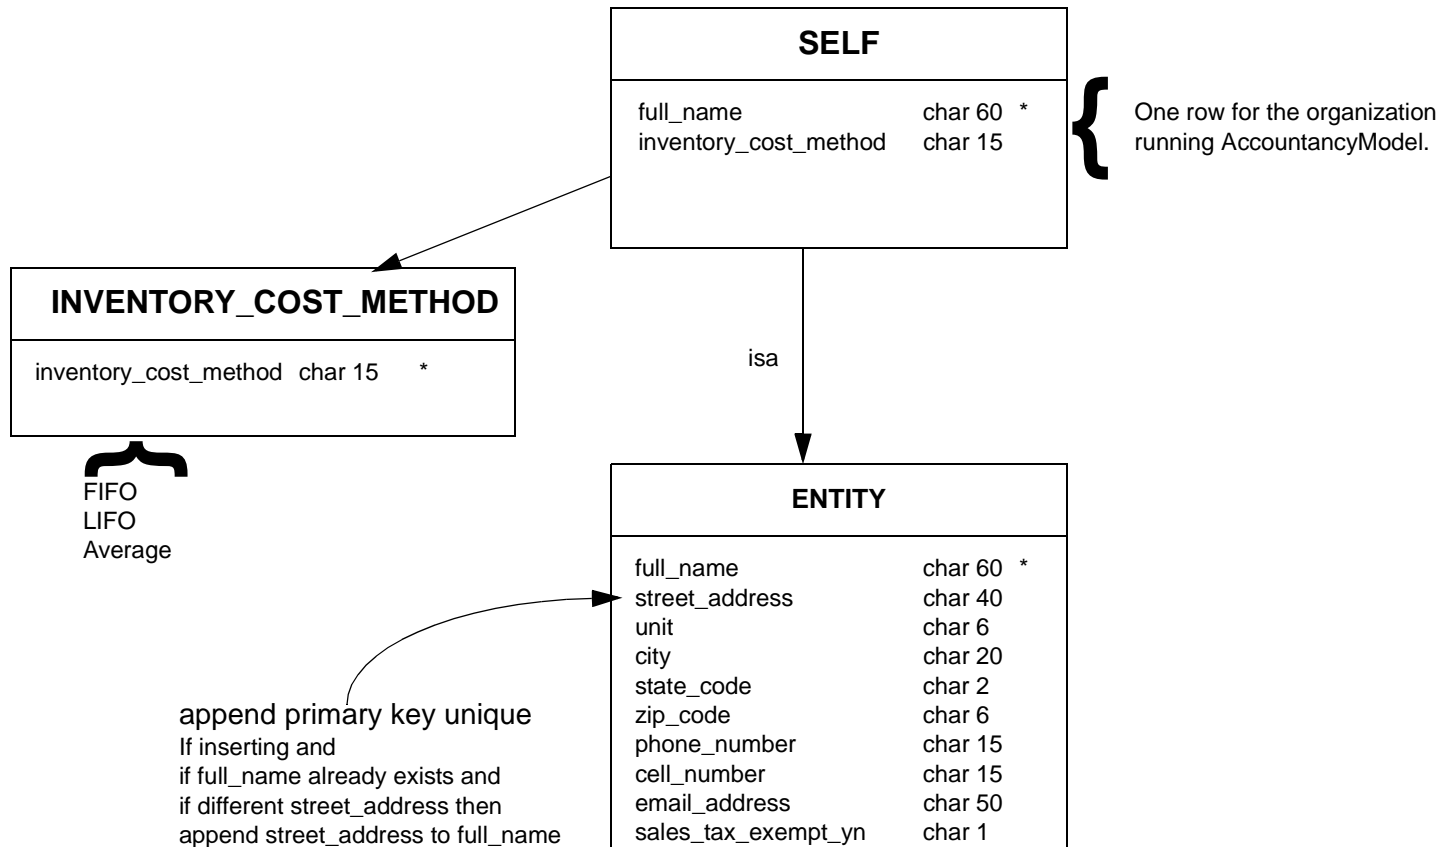 SELF
full_name char 60 *
inventory_cost_method char 15
One row for the organization
running AccountancyModel.
INVENTORY_COST_METHOD
inventory_cost_method char 15 *
FIFO
LIFO
Average
isa
ENTITY
full_name char 60 *
street_address char 40
unit char 6
city char 20
state_code char 2
zip_code char 6
phone_number char 15
cell_number char 15
email_address char 50
sales_tax_exempt_yn char 1
append primary key unique
If inserting and
if full_name already exists and
if different street_address then
append street_address to full_name